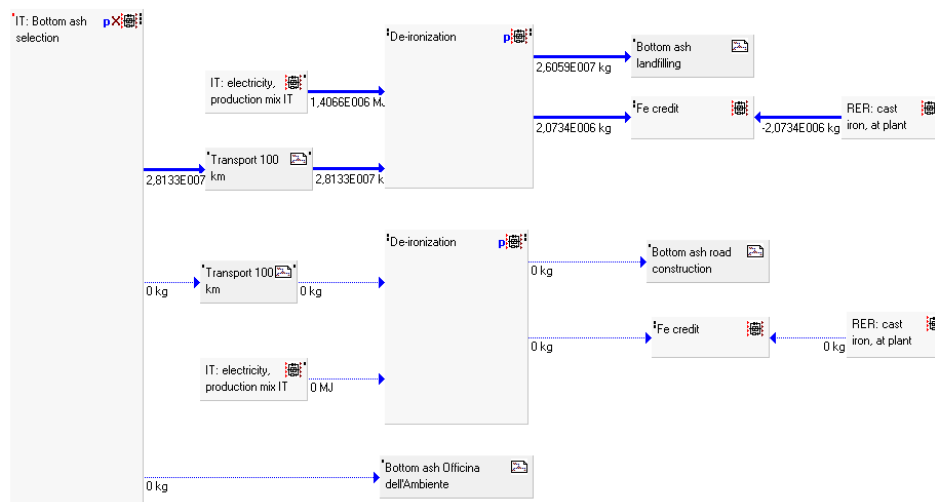 IT: Bottom ash
selection
p
De-ironization
p
IT: electricity,
production mix IT
1,4066E006 MJ
Transport 100
km
2,8133E007
2,8133E007 k
2,6059E007 kg
Bottom ash
landfilling
2,0734E006 kg
Fe credit
-2,0734E006 kg
RER: cast
iron, at plant
De-ironization
p
Transport 100
km
0 kg
0 kg
IT: electricity,
production mix IT
0 MJ
0 kg
Bottom ash road
construction
0 kg
Fe credit
0 kg
RER: cast
iron, at plant
0 kg
Bottom ash Officina
dell'Ambiente